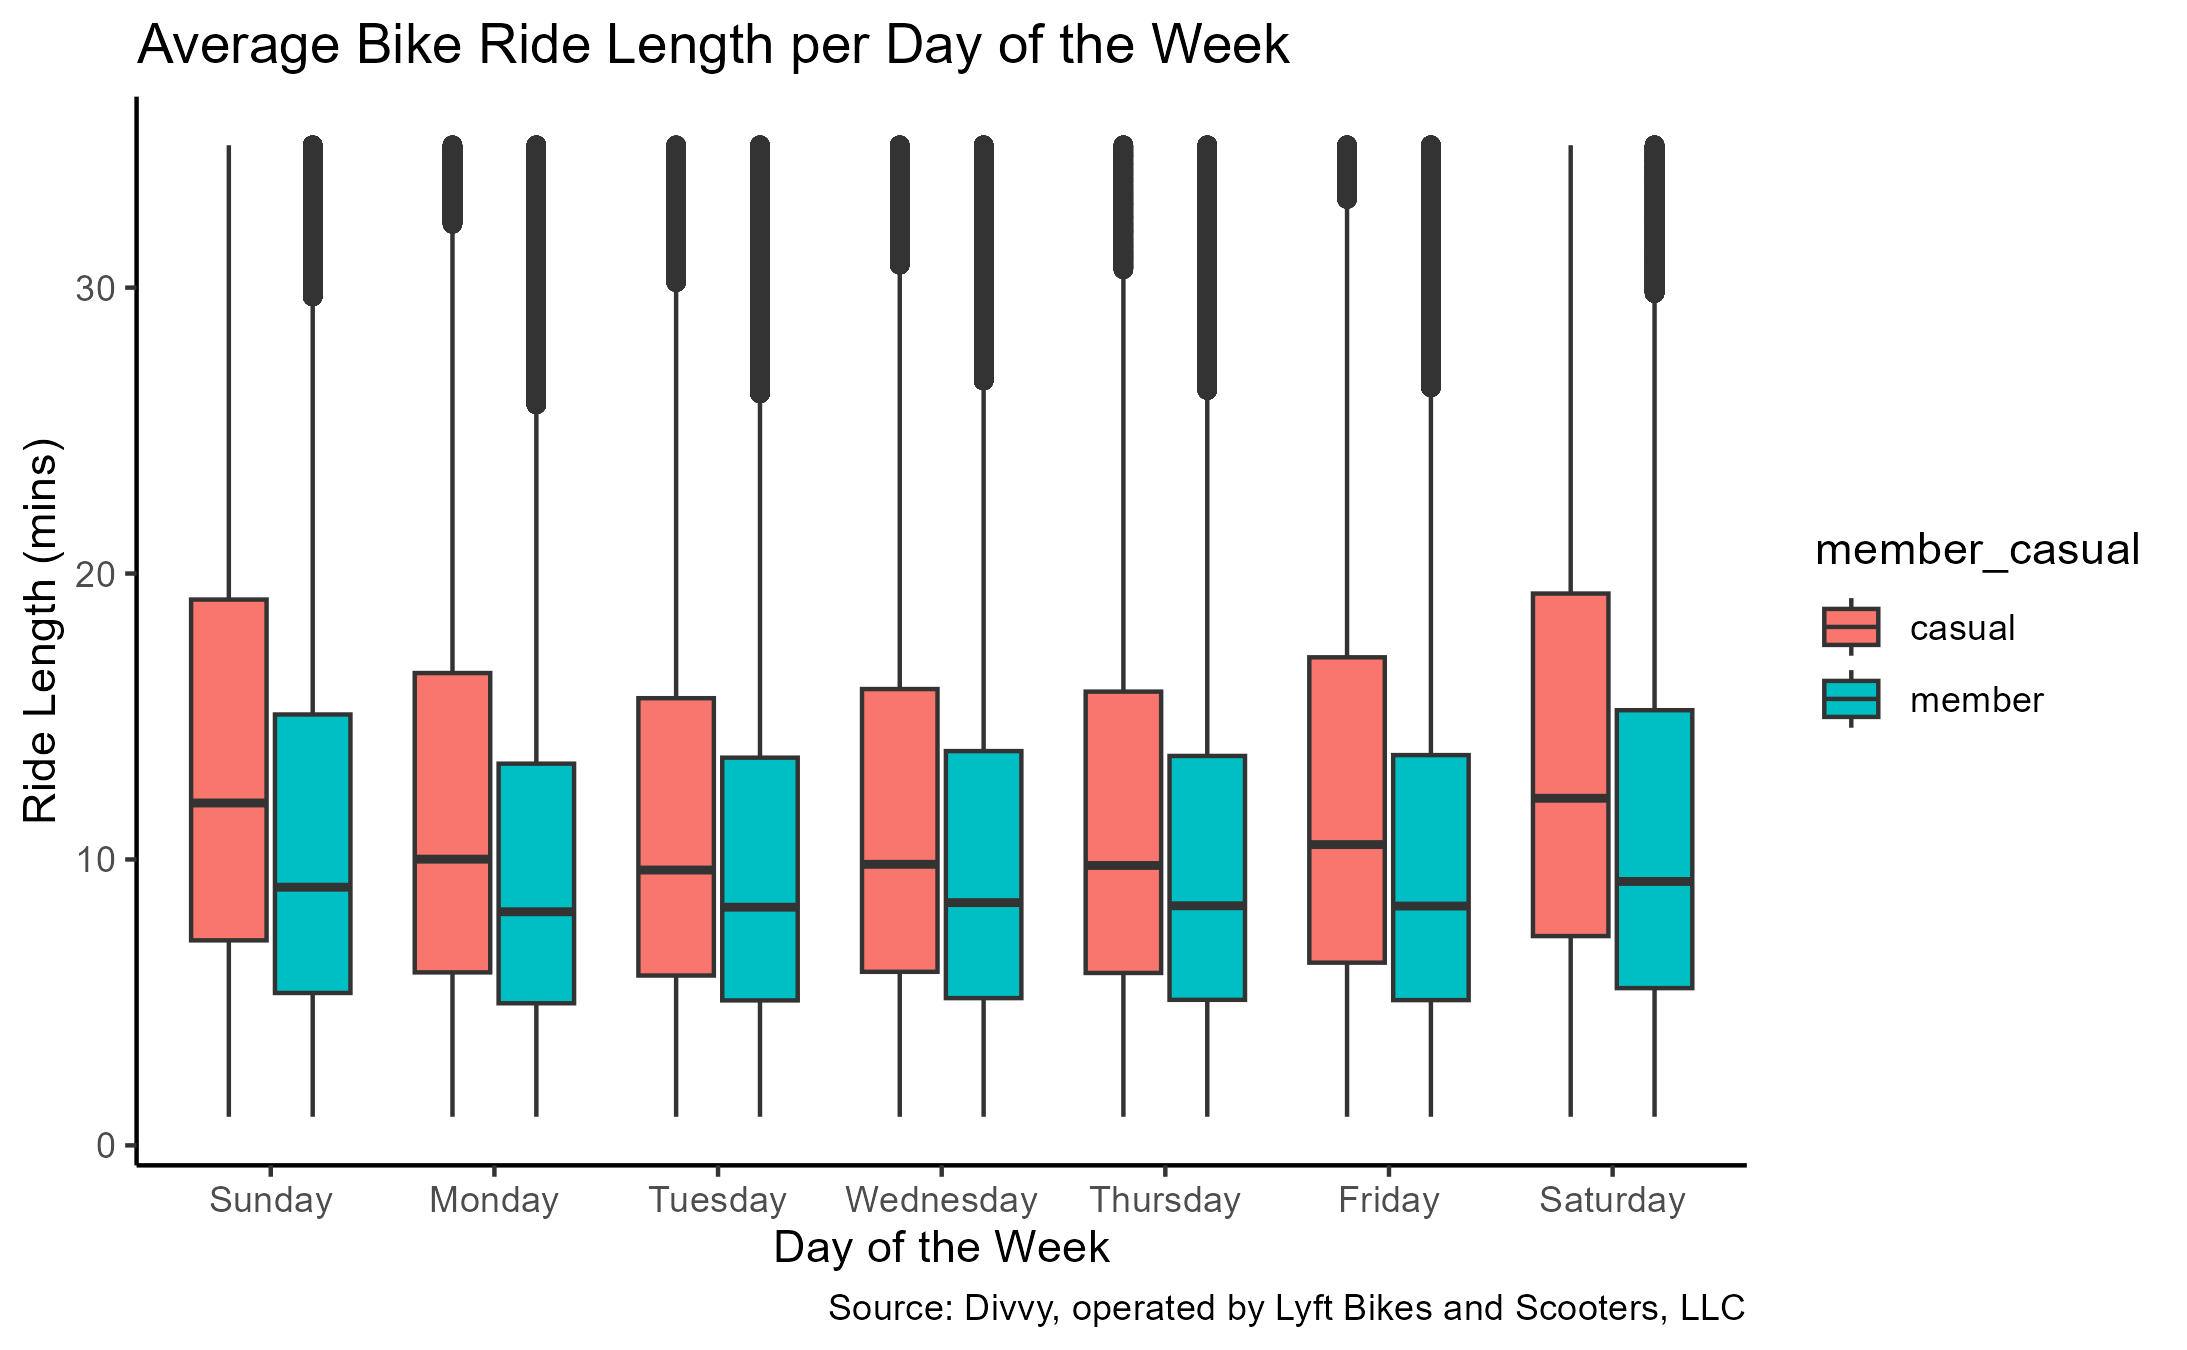 Average Bike Ride Length per Day of the Week
Ride Length (mins)
30
20
10
0
Sunday Monday Tuesday Wednesday Thursday Friday Saturday
Day of the Week
Source: Divvy, operated by Lyft Bikes and Scooters, LLC
member_casual
casual
member